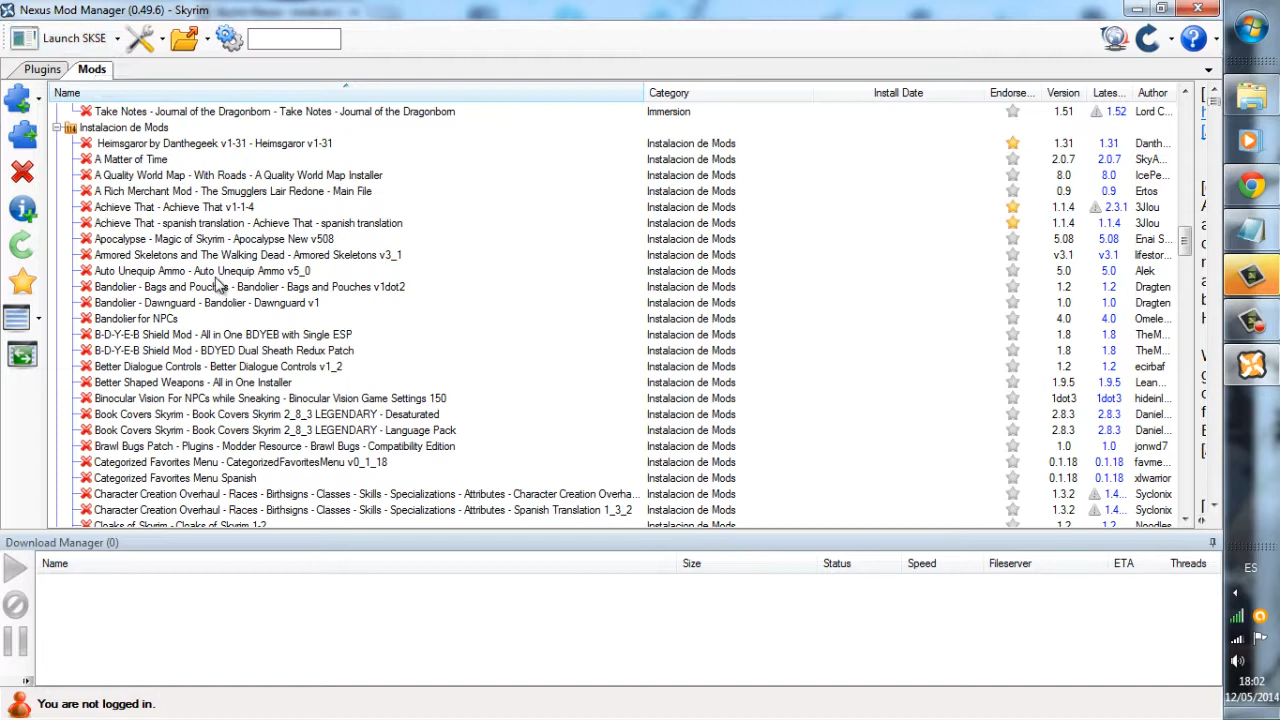 Nexus Mod Manager (0.49.6) - Skyrim
Launch SKSE
Plugins Mods
Name Category Install Date Endorse... Version Lates... Author
Take Notes - Journal of the Dragonborn - Take Notes - Journal of the Dragonborn Immersion 1.51 1.52 Lord C...
Instalacion de Mods
Heimsgaror by Danthegeek v1-31 - Heimsgaror v1-31 Instalacion de Mods 1.31 1.31 Danth...
A Matter of Time Instalacion de Mods 2.0.7 2.0.7 SkyA...
A Quality World Map - With Roads - A Quality World Map Installer Instalacion de Mods 8.0 8.0 IcePe...
A Rich Merchant Mod - The Smugglers Lair Redone - Main File Instalacion de Mods 0.9 0.9 Ertos
Achieve That - Achieve That v1-1-4 Instalacion de Mods 1.1.4 2.3.1 3Jlou
Achieve That - spanish translation - Achieve That - spanish translation Instalacion de Mods 1.1.4 1.1.4 3Jlou
Apocalypse - Magic of Skyrim - Apocalypse New v508 Instalacion de Mods 5.08 5.08 Enai S...
Armored Skeletons and The Walking Dead - Armored Skeletons v3_1 Instalacion de Mods v3.1 v3.1 lifestor...
Auto Unequip Ammo - Auto Unequip Ammo v5_0 Instalacion de Mods 5.0 5.0 Alek
Bandolier - Bags and Pouches - Bandolier - Bags and Pouches v1dot2 Instalacion de Mods 1.2 1.2 Dragten
Bandolier - Dawnguard - Bandolier - Dawnguard v1 Instalacion de Mods 1.0 1.0 Dragten
Bandolier for NPCs Instalacion de Mods 4.0 4.0 Omele...
B-D-Y-E-B Shield Mod - All in One BDYEB with Single ESP Instalacion de Mods 1.8 1.8 TheM...
B-D-Y-E-B Shield Mod - BDYED Dual Sheath Redux Patch Instalacion de Mods 1.8 1.8 TheM...
Better Dialogue Controls - Better Dialogue Controls v1_2 Instalacion de Mods 1.2 1.2 ecirbaf
Better Shaped Weapons - All in One Installer Instalacion de Mods 1.9.5 1.9.5 Lean...
Binocular Vision For NPCs while Sneaking - Binocular Vision Game Settings 150 Instalacion de Mods 1dot3 1dot3 hideinl...
Book Covers Skyrim - Book Covers Skyrim 2_8_3 LEGENDARY - Desaturated Instalacion de Mods 2.8.3 2.8.3 Daniel...
Book Covers Skyrim - Book Covers Skyrim 2_8_3 LEGENDARY - Language Pack Instalacion de Mods 2.8.3 2.8.3 Daniel...
Brawl Bugs Patch - Plugins - Modder Resource - Brawl Bugs - Compatibility Edition Instalacion de Mods 1.0 1.0 jonwd7
Categorized Favorites Menu - CategorizedFavoritesMenu v0_1_18 Instalacion de Mods 0.1.18 0.1.18 favme...
Categorized Favorites Menu Spanish Instalacion de Mods 0.1.18 0.1.18 xlwarrior
Character Creation Overhaul - Races - Birthsigns - Classes - Skills - Specializations - Attributes - Character Creation Overha... Instalacion de Mods 1.3.2 1.4... Syclonix
Character Creation Overhaul - Races - Birthsigns - Classes - Skills - Specializations - Attributes - Spanish Translation 1_3_2 Instalacion de Mods 1.3.2 1.4... Syclonix
Cloaks of Skyrim - Cloaks of Skyrim 1-2 Instalacion de Mods 1.2 1.2 Noodles
Download Manager (0)
Name Size Status Speed Fileserver ETA Threads
You are not logged in.
ES
18:02
12/05/2014